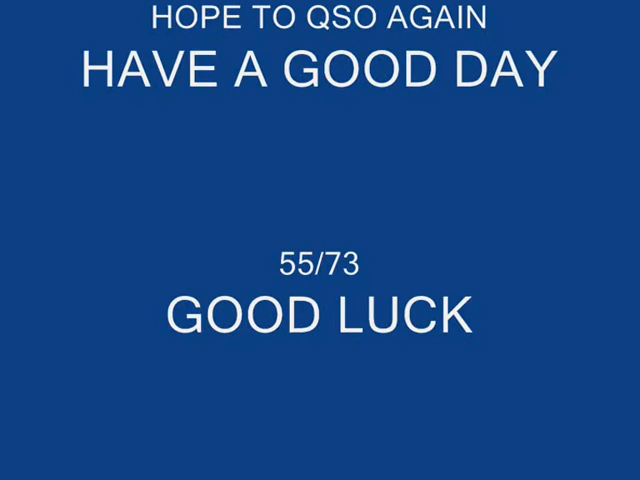 HOPE TO QSO AGAIN
HAVE A GOOD DAY
55/73
GOOD LUCK